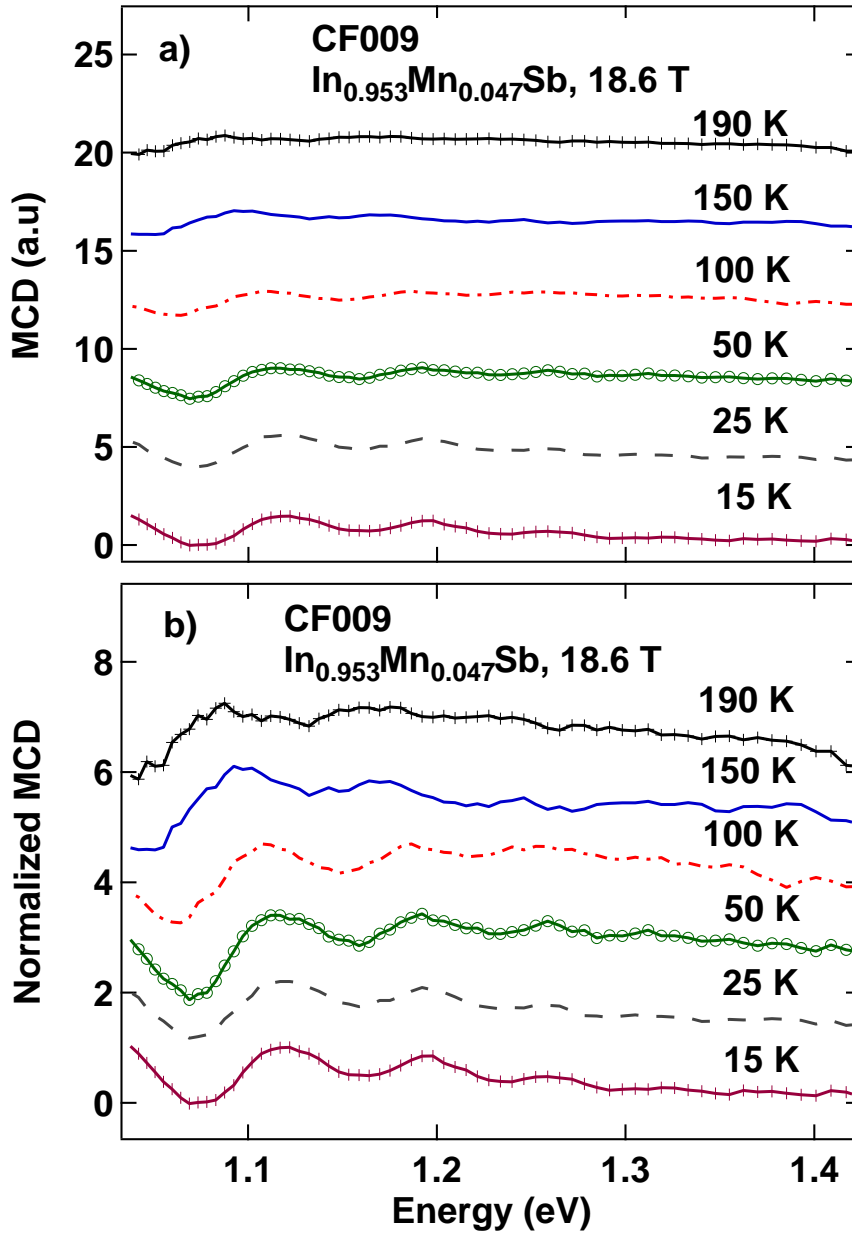 a)
CF009
In0.953Mn0.047Sb, 18.6 T
25
20
15
10
5
0
MCD (a.u)
190 K
150 K
100 K
50 K
25 K
15 K
b)
CF009
In0.953Mn0.047Sb, 18.6 T
8
6
4
2
0
Normalized MCD
190 K
150 K
100 K
50 K
25 K
15 K
1.1 1.2 1.3 1.4
Energy (eV)